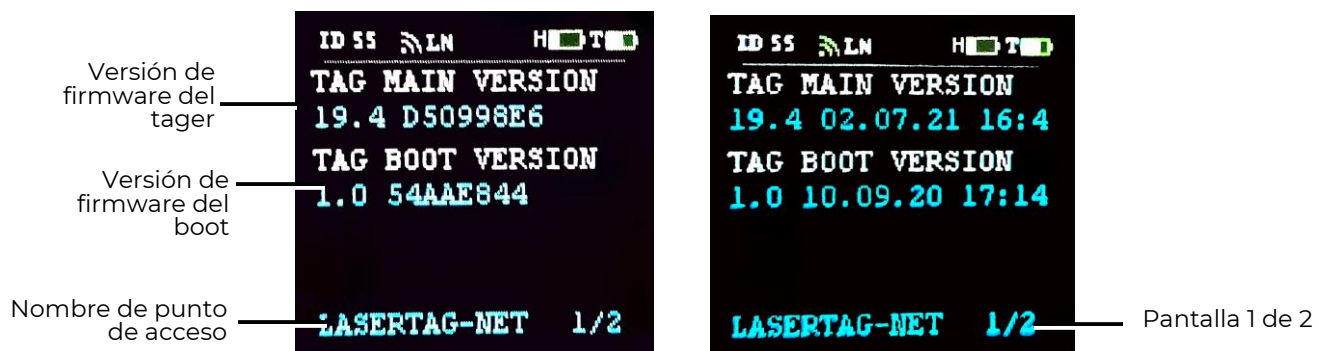 Versión de
firmware del
tager
Versión de
firmware del
boot
Nombre de punto
de acceso
ID 55 LN H T
TAG MAIN VERSION
19.4 D50998E6
TAG BOOT VERSION
1.0 54AAE844
LASERTAG-NET 1/2
ID 55 LN H T
TAG MAIN VERSION
19.4 02.07.21 16:4
TAG BOOT VERSION
1.0 10.09.20 17:14
LASERTAG-NET 1/2
Pantalla 1 de 2